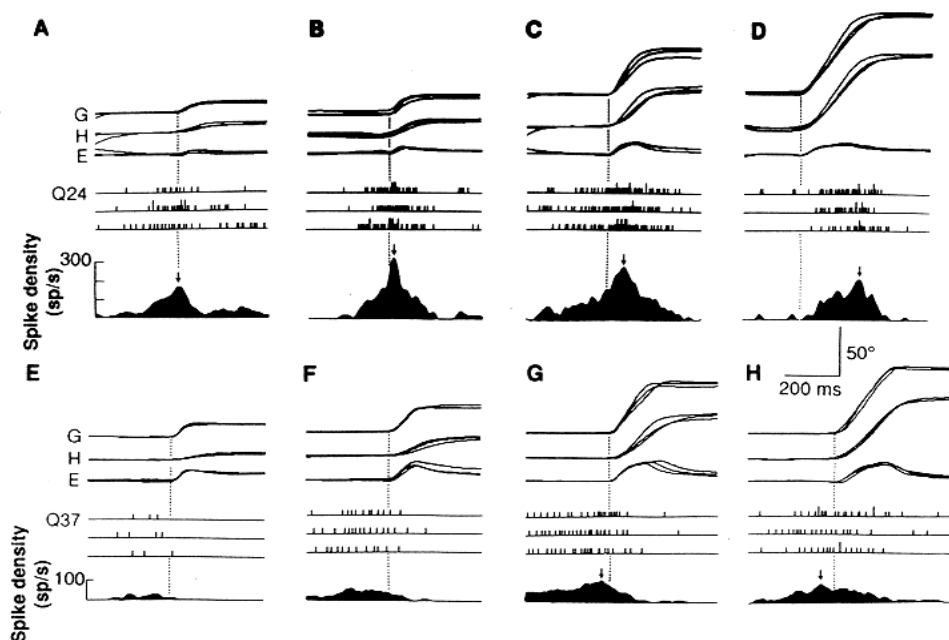 A B C D
G
H
E
Q24
300
Spike density
(sp/s)
50°
200 ms
E F G H
G
H
E
Q37
100
Spike density
(sp/s)